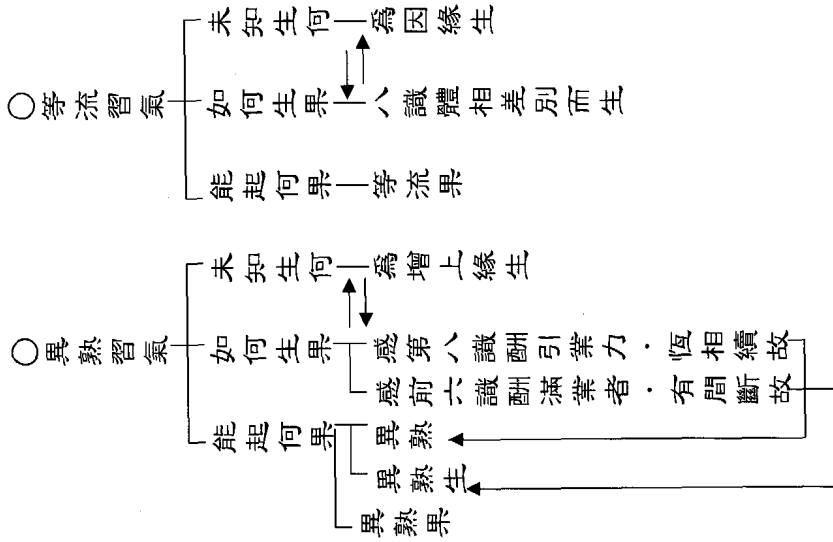 ○等流習氣
未知生何—爲因緣生
如何生果—八識體相差別而生
能起何果—等流果
○異熟習氣
未知生何—爲增上緣生
如何生果—感第八識酬引業力．恆相續故
感前六識酬滿業者．有間斷故
能起何果—異熟
異熟生
異熟果